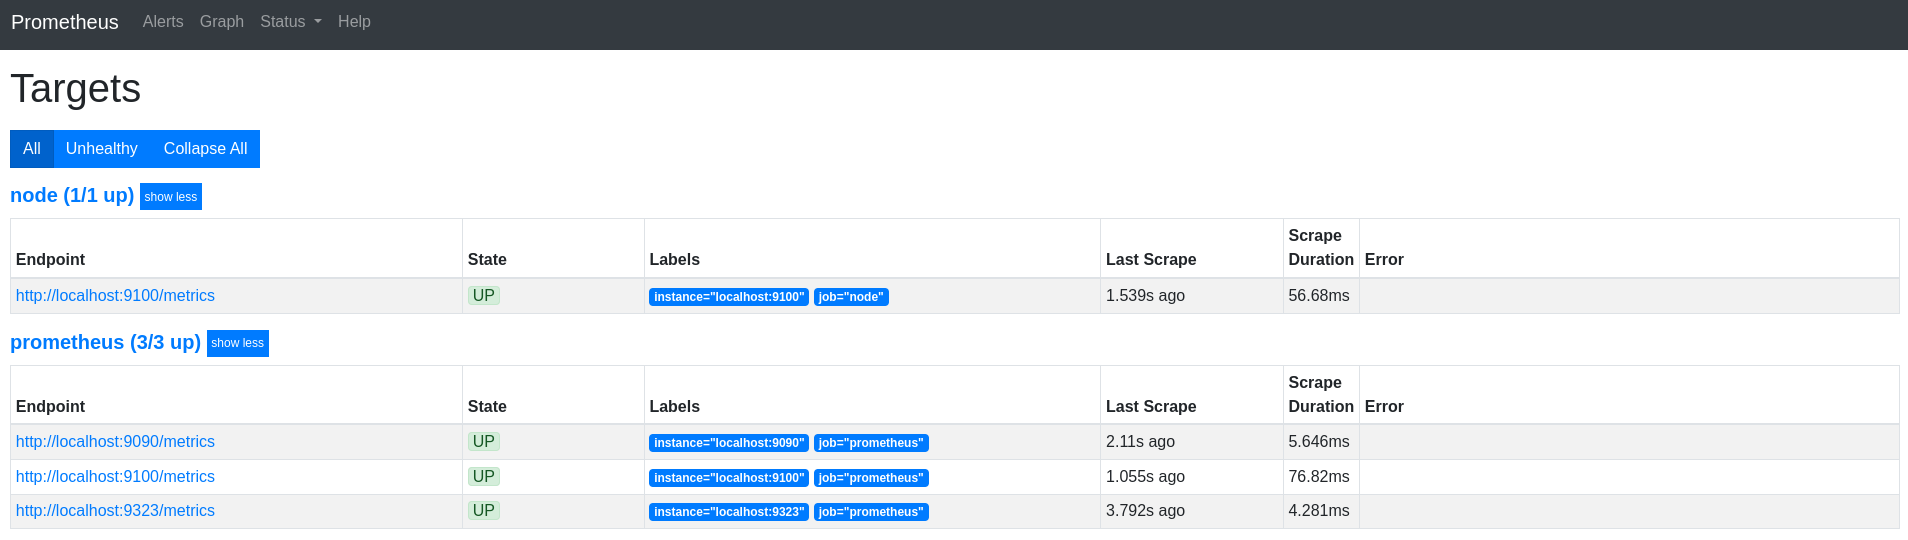 Prometheus Alerts Graph Status Help
Targets
All Unhealthy Collapse All
node (1/1 up) show less
Endpoint State Labels Last Scrape Scrape Duration Error
http://localhost:9100/metrics UP instance="localhost:9100" job="node" 1.539s ago 56.68ms
prometheus (3/3 up) show less
Endpoint State Labels Last Scrape Scrape Duration Error
http://localhost:9090/metrics UP instance="localhost:9090" job="prometheus" 2.11s ago 5.646ms
http://localhost:9100/metrics UP instance="localhost:9100" job="prometheus" 1.055s ago 76.82ms
http://localhost:9323/metrics UP instance="localhost:9323" job="prometheus" 3.792s ago 4.281ms